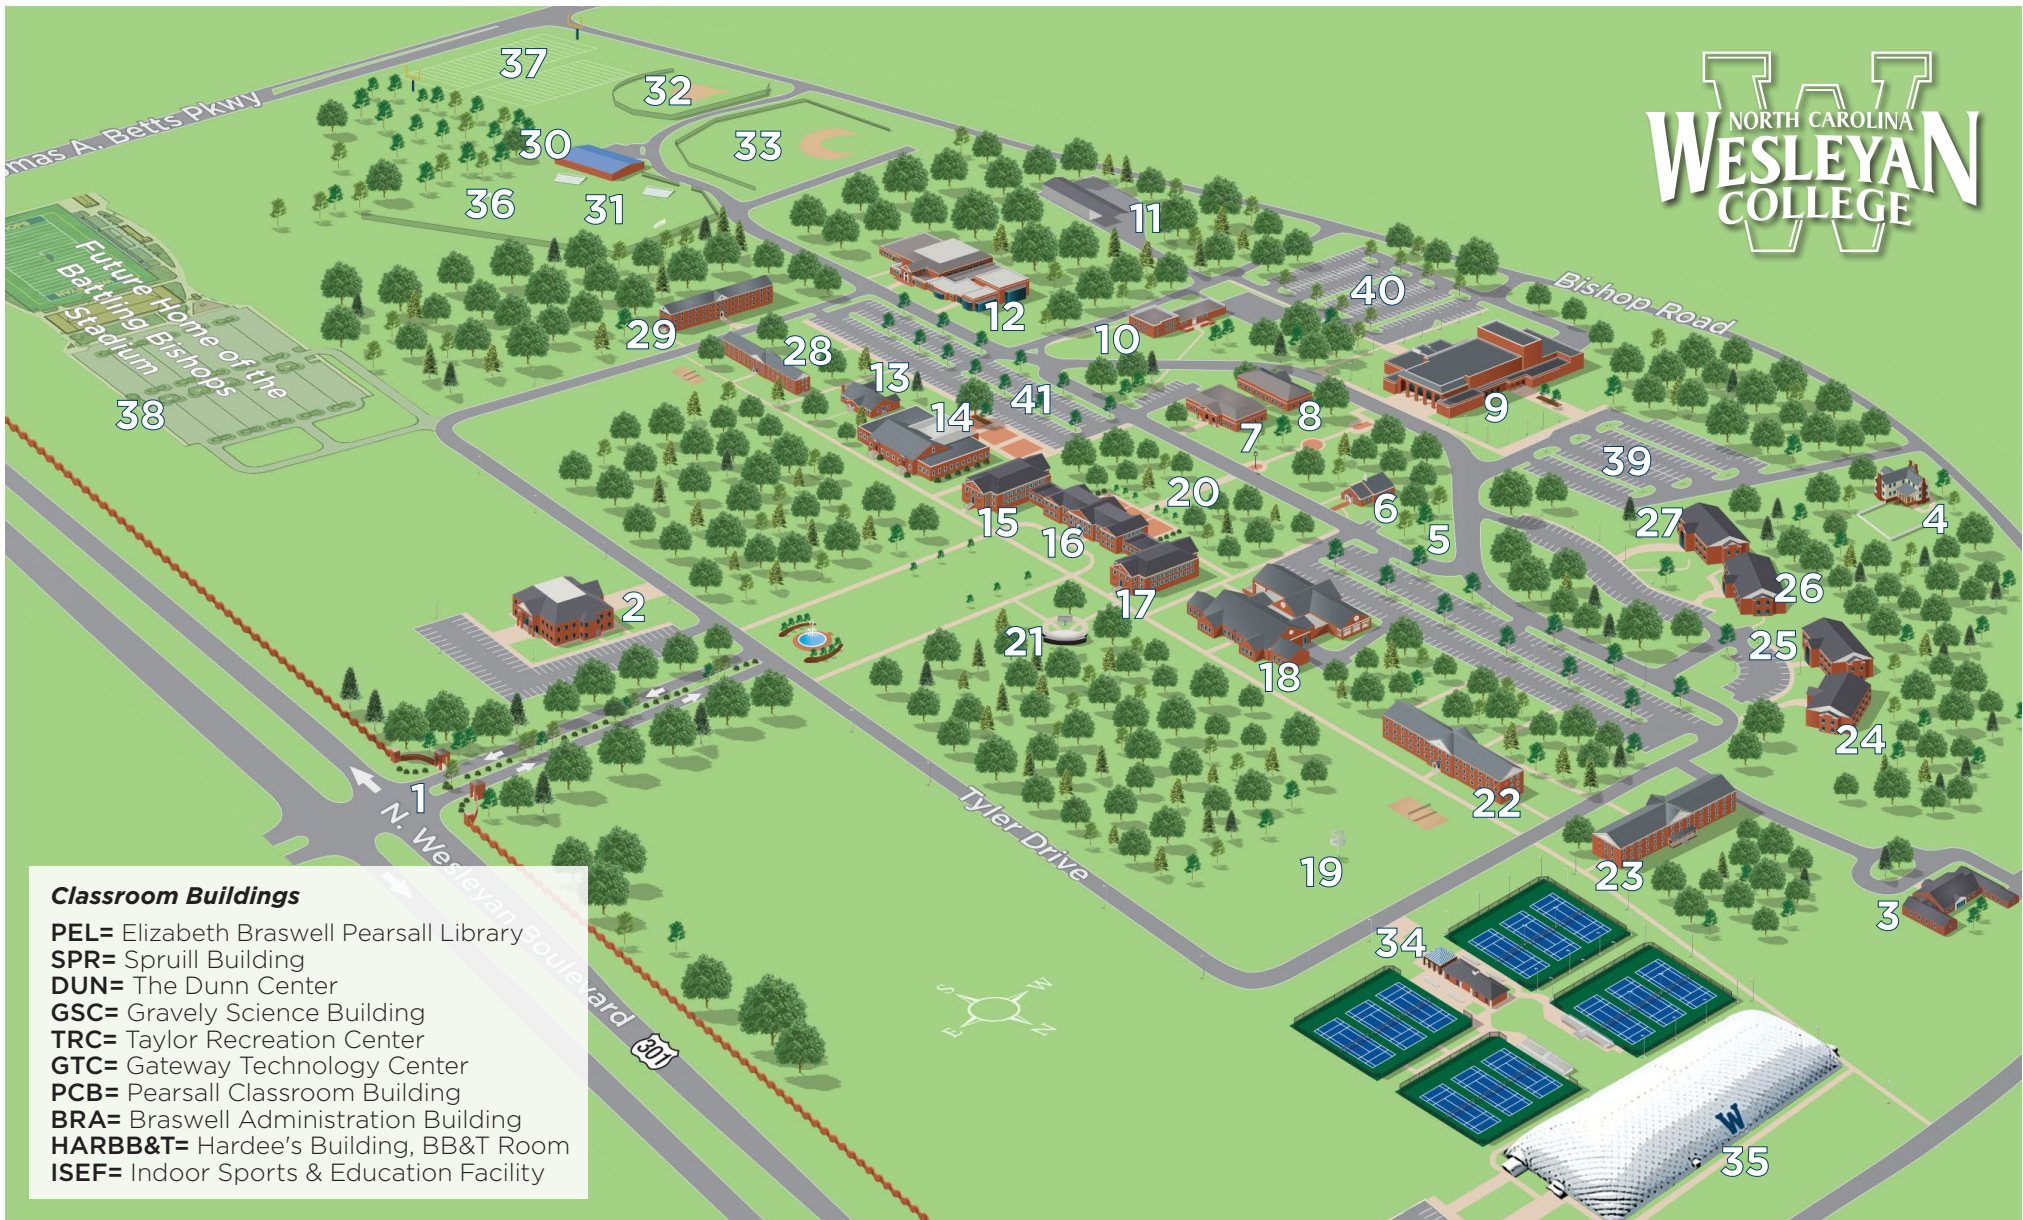 37
32
NORTH CAROLINA
WESLEYAN
COLLEGE
omas A. Betts Pkwy
30
33
36
31
11
Future Home of the
Battling Bishops
Stadium
Bishop Road
40
12
29
10
28
13
41
38
14
7
8
9
20
39
15
16
6
5
27
4
2
17
26
21
25
18
24
1
22
N. Wesleyan Boulevard
301
Tyler Drive
19
23
3
34
S
W
E
N
W
35
Classroom Buildings
PEL= Elizabeth Braswell Pearsall Library
SPR= Spruill Building
DUN= The Dunn Center
GSC= Gravely Science Building
TRC= Taylor Recreation Center
GTC= Gateway Technology Center
PCB= Pearsall Classroom Building
BRA= Braswell Administration Building
HARBB&T= Hardee's Building, BB&T Room
ISEF= Indoor Sports & Education Facility